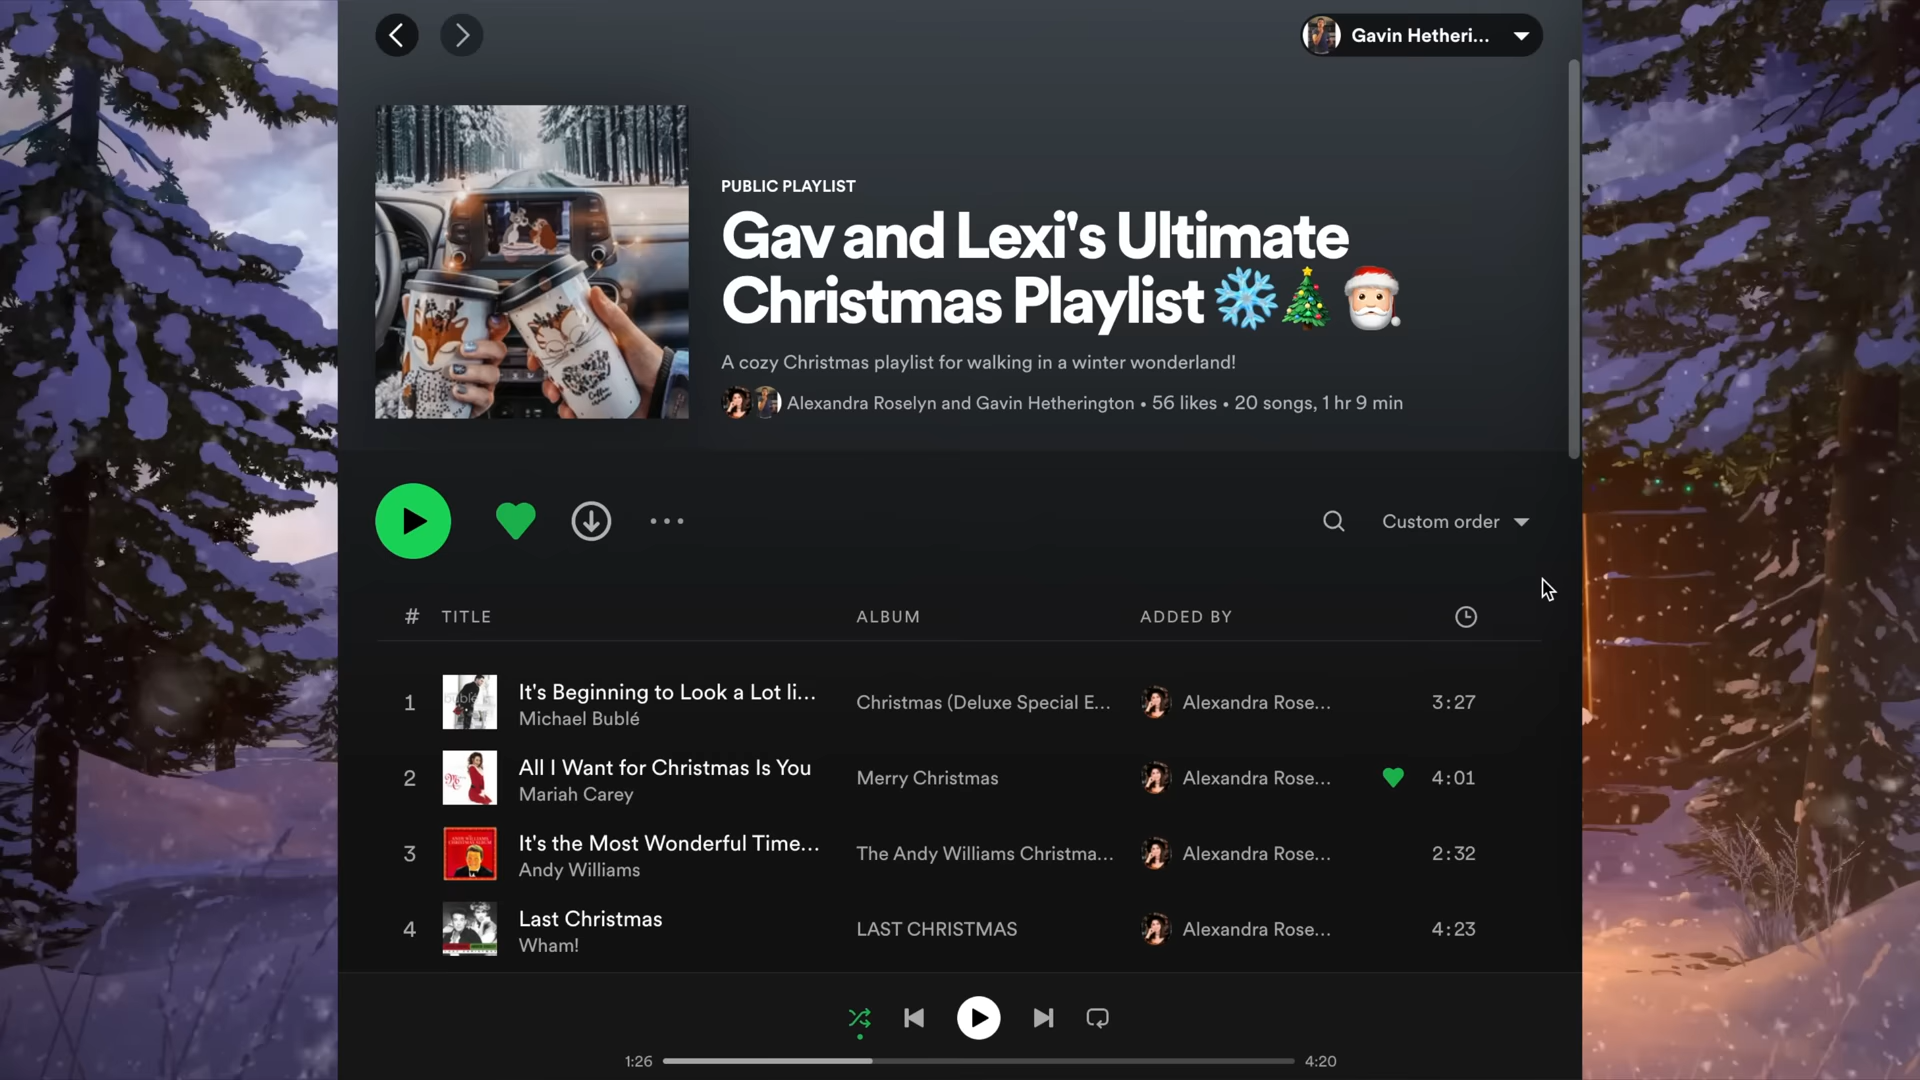 Gavin Hetheri...
PUBLIC PLAYLIST
Gav and Lexi's Ultimate
Christmas Playlist ❄️🎄🎅🏻
A cozy Christmas playlist for walking in a winter wonderland!
Alexandra Roselyn and Gavin Hetherington • 56 likes • 20 songs, 1 hr 9 min
Custom order
# TITLE ALBUM ADDED BY
1 It's Beginning to Look a Lot li... Christmas (Deluxe Special E... Alexandra Rose... 3:27
Michael Bublé
2 All I Want for Christmas Is You Merry Christmas Alexandra Rose... 4:01
Mariah Carey
3 It's the Most Wonderful Time... The Andy Williams Christma... Alexandra Rose... 2:32
Andy Williams
4 Last Christmas LAST CHRISTMAS Alexandra Rose... 4:23
Wham!
1:26 4:20